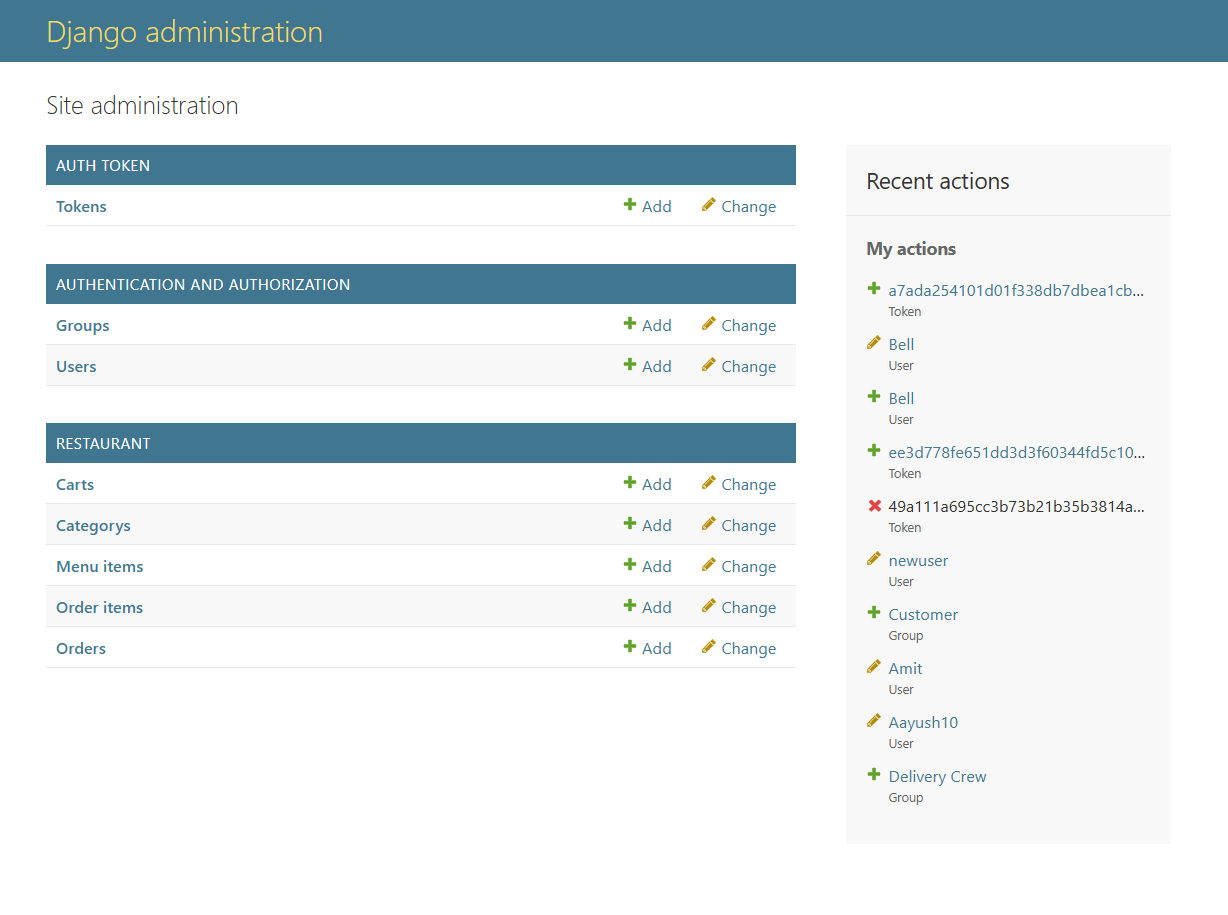 Django administration
Site administration
AUTH TOKEN
Tokens Add Change
AUTHENTICATION AND AUTHORIZATION
Groups Add Change
Users Add Change
RESTAURANT
Carts Add Change
Categorys Add Change
Menu items Add Change
Order items Add Change
Orders Add Change
Recent actions
My actions
a7ada254101d01f338db7dbea1cb...
Token
Bell
User
Bell
User
ee3d778fe651dd3d3f60344fd5c10...
Token
49a111a695cc3b73b21b35b3814a...
Token
newuser
User
Customer
Group
Amit
User
Aayush10
User
Delivery Crew
Group